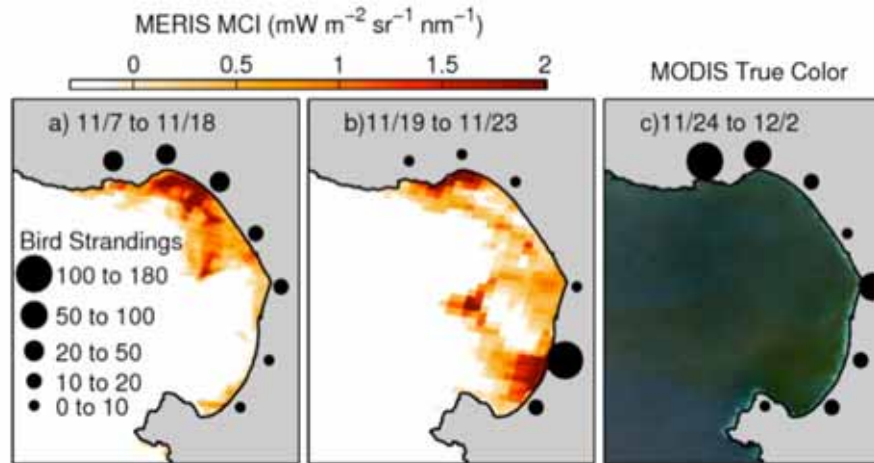 MERIS MCI (mW m⁻² sr⁻¹ nm⁻¹)
0 0.5 1 1.5 2
MODIS True Color
a) 11/7 to 11/18
b)11/19 to 11/23
c)11/24 to 12/2
Bird Strandings
100 to 180
50 to 100
20 to 50
10 to 20
0 to 10